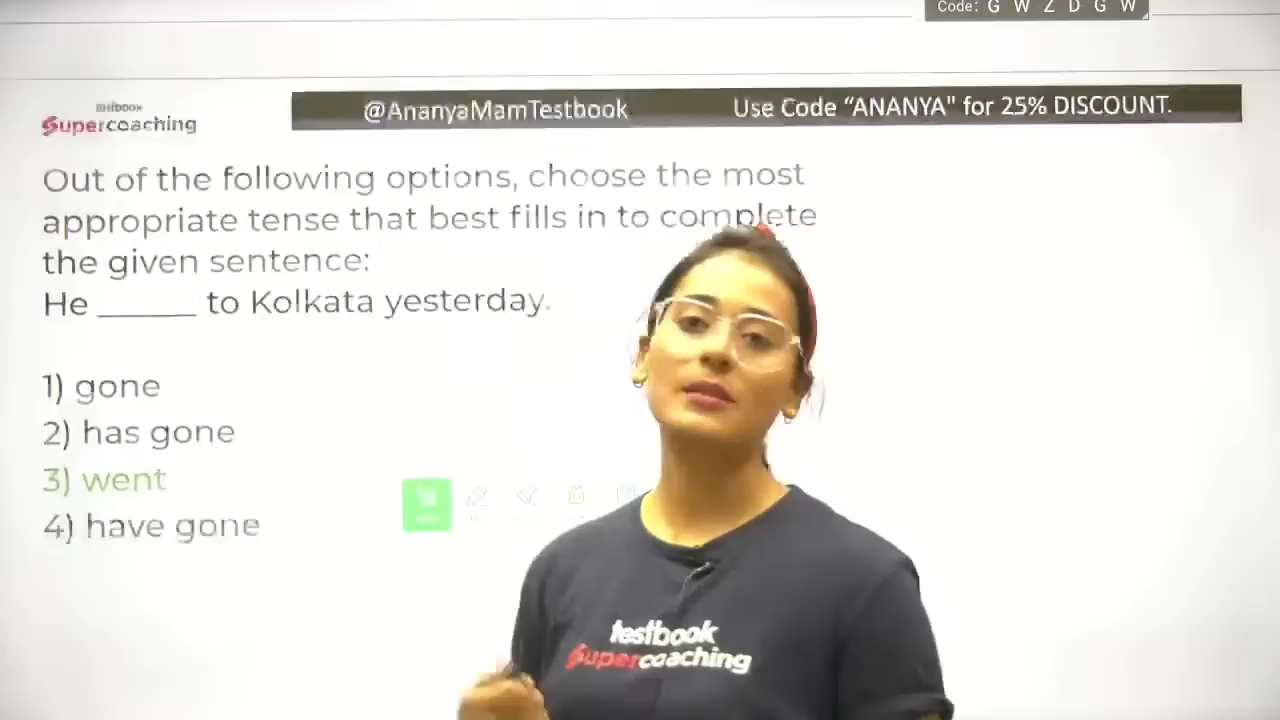 Code: G W Z D G W
testbook
Supercoaching
@AnanyaMamTestbook
Use Code “ANANYA" for 25% DISCOUNT.
Out of the following options, choose the most
appropriate tense that best fills in to complete
the given sentence:
He ______ to Kolkata yesterday.
1) gone
2) has gone
3) went
4) have gone
testbook
Supercoaching